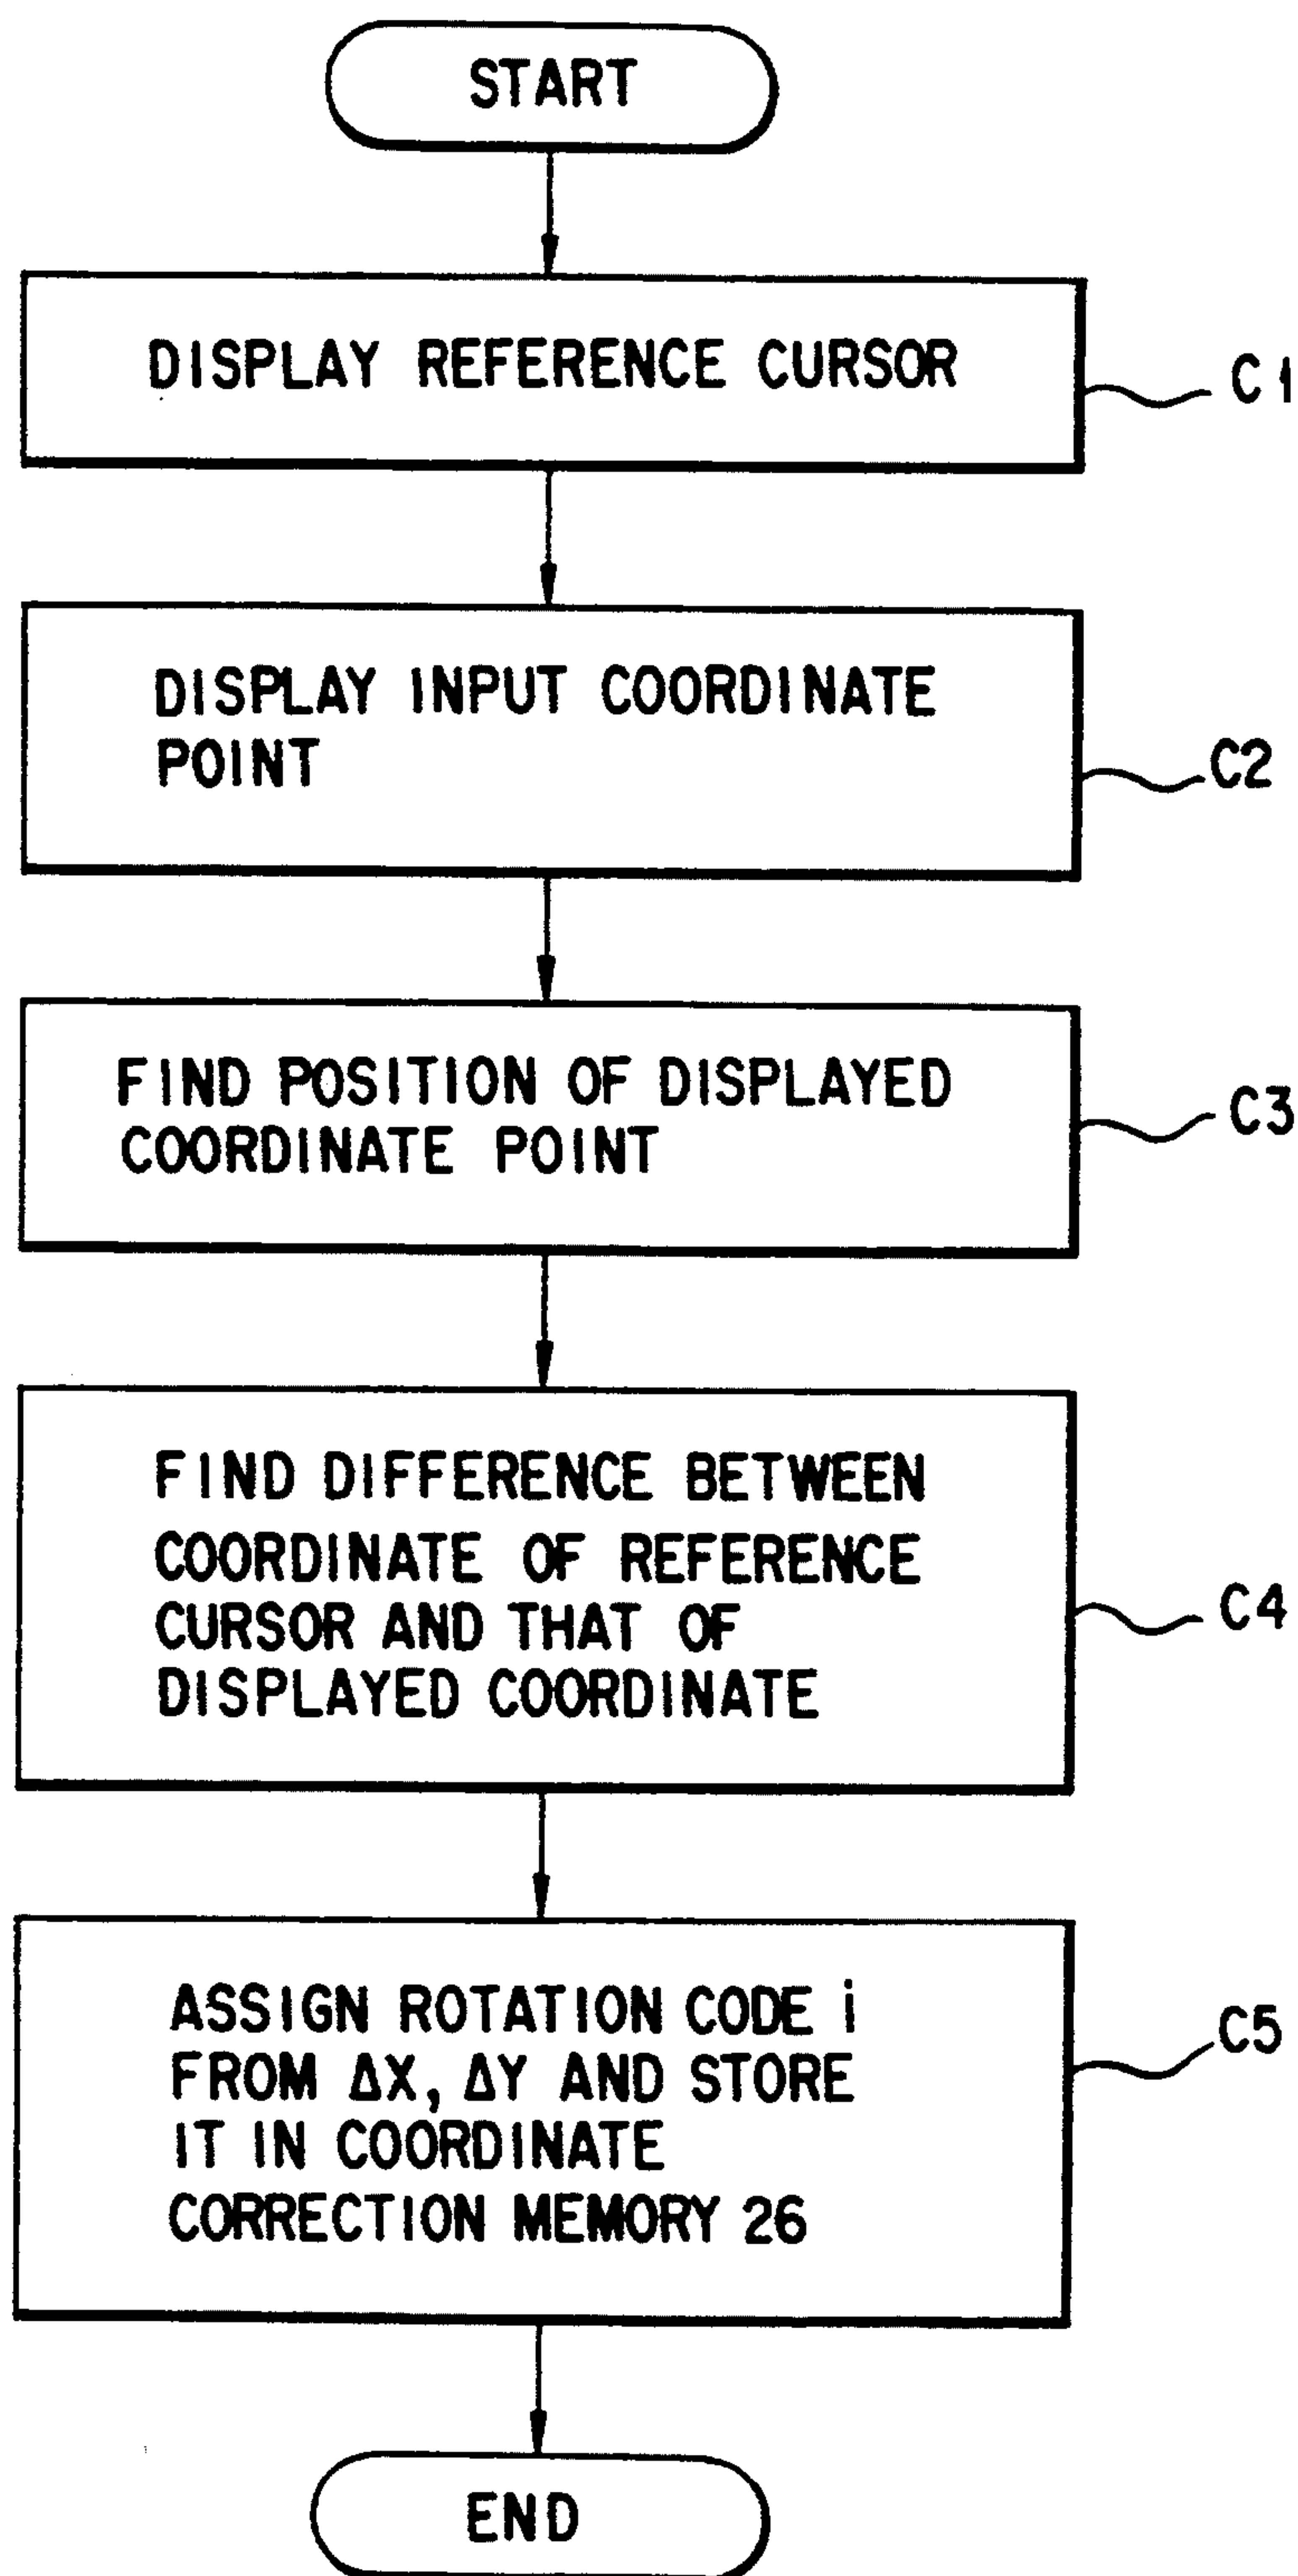 START
DISPLAY REFERENCE CURSOR
C1
DISPLAY INPUT COORDINATE
POINT
C2
FIND POSITION OF DISPLAYED
COORDINATE POINT
C3
FIND DIFFERENCE BETWEEN
COORDINATE OF REFERENCE
CURSOR AND THAT OF
DISPLAYED COORDINATE
C4
ASSIGN ROTATION CODE i
FROM ΔX, ΔY AND STORE
IT IN COORDINATE
CORRECTION MEMORY 26
C5
END